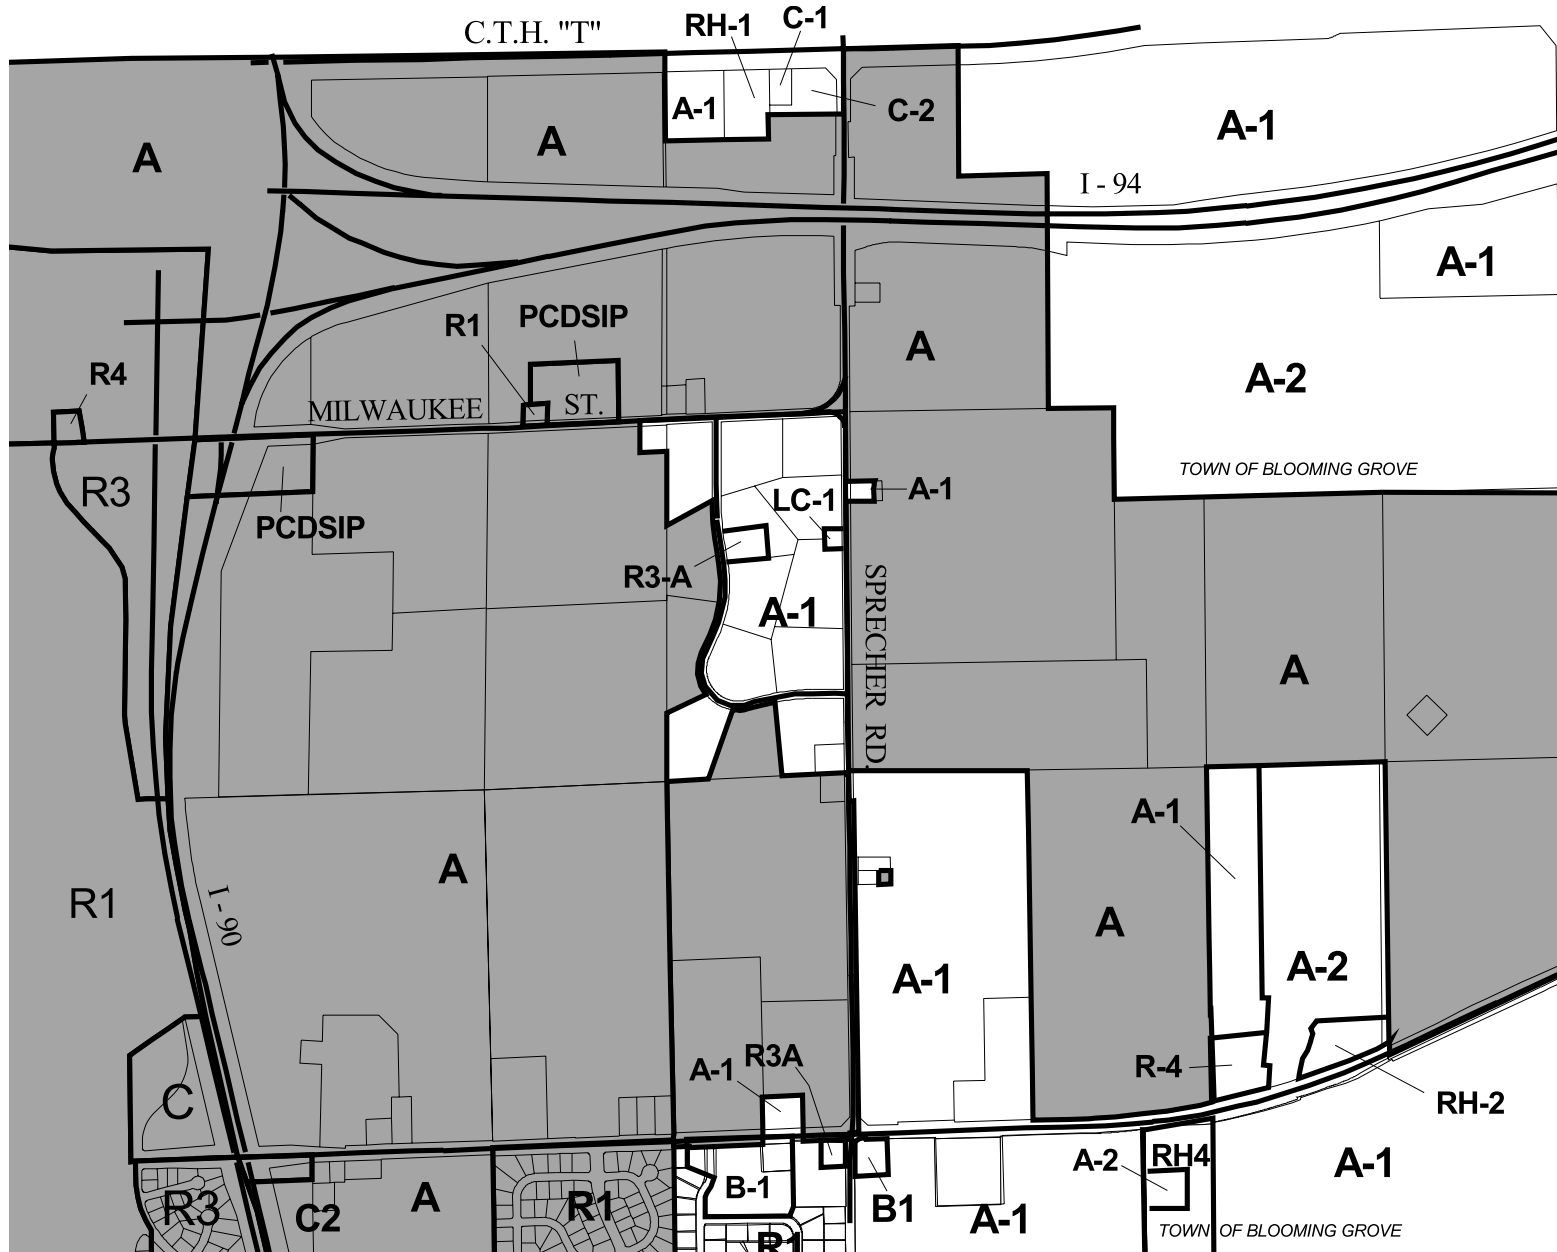 C.T.H. "T"
RH-1
C-1
A-1
C-2
A
A
A-1
I - 94
A-1
R1
PCDSIP
A
A-2
R4
MILWAUKEE
ST.
TOWN OF BLOOMING GROVE
R3
PCDSIP
LC-1
A-1
R3-A
A-1
SPRECHER RD.
A
A-1
A
R1
I - 90
A
A-1
A-2
A-1
R3A
R-4
C
RH-2
A-2
RH4
A-1
R3
C2
A
R1
B-1
B1
A-1
TOWN OF BLOOMING GROVE
R1